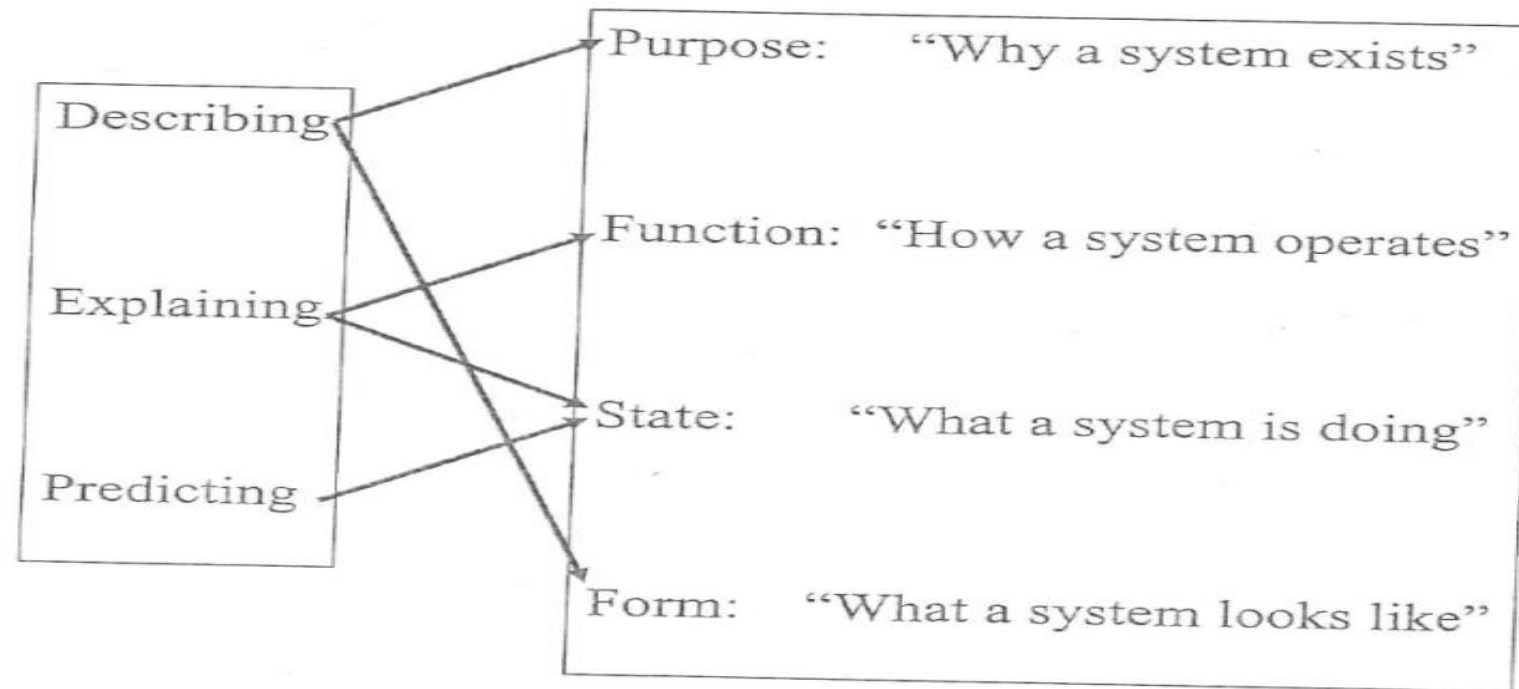 Describing
Explaining
Predicting
Purpose: “Why a system exists”
Function: “How a system operates”
State: “What a system is doing”
Form: “What a system looks like”